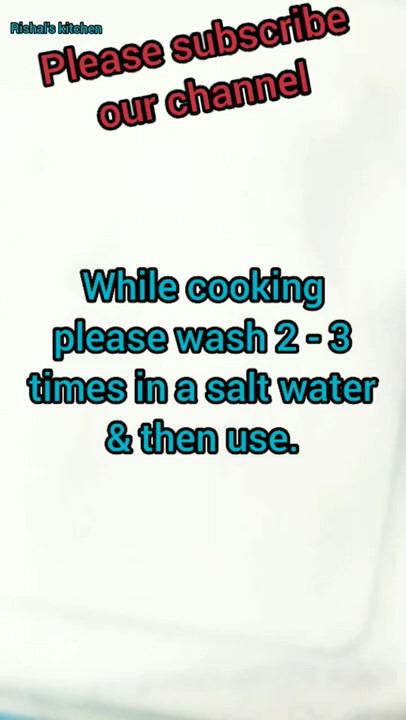 Rishal's kitchen
Please subscribe
our channel
While cooking
please wash 2 - 3
times in a salt water
& then use.